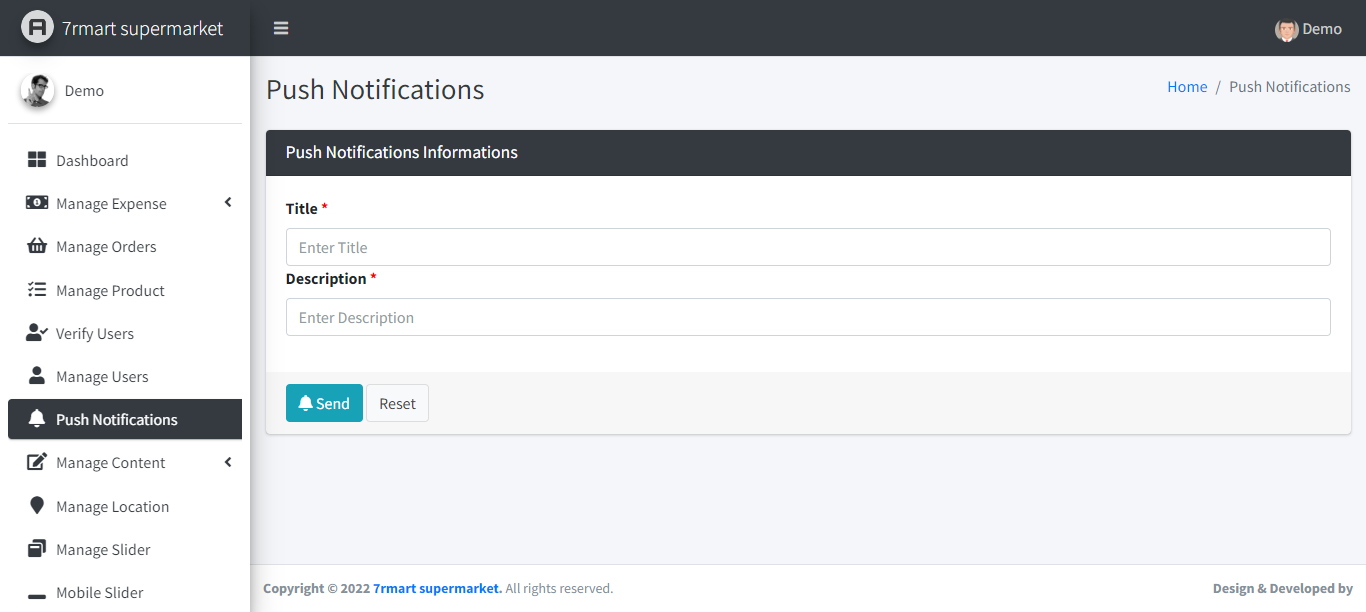 7rmart supermarket
Demo
Demo
Dashboard
Manage Expense
Manage Orders
Manage Product
Verify Users
Manage Users
Push Notifications
Manage Content
Manage Location
Manage Slider
Mobile Slider
Push Notifications
Home / Push Notifications
Push Notifications Informations
Title *
Enter Title
Description *
Enter Description
Send Reset
Copyright © 2022 7rmart supermarket. All rights reserved.
Design & Developed by